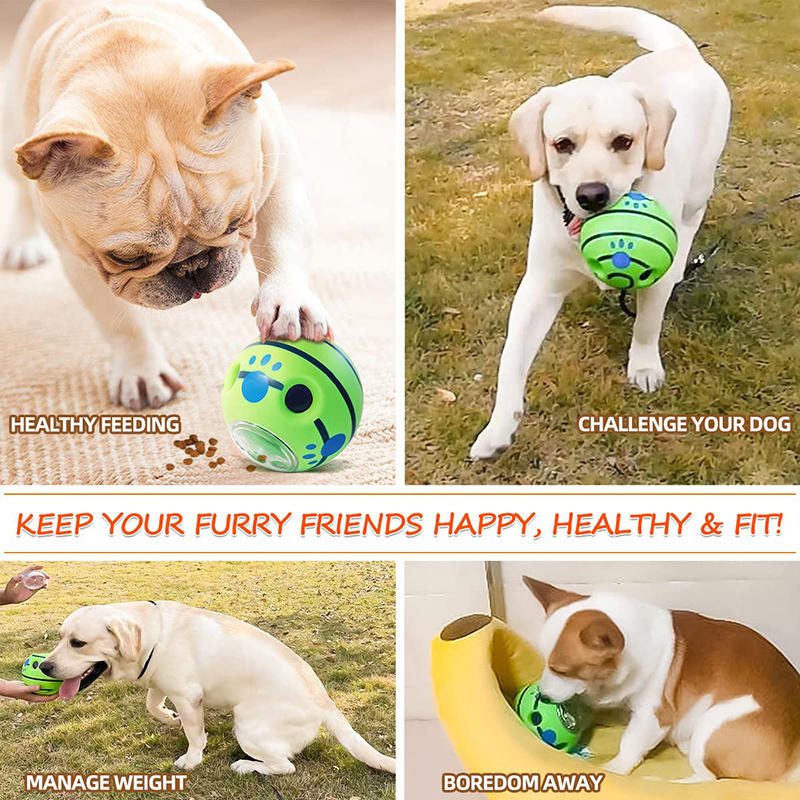 HEALTHY FEEDING
CHALLENGE YOUR DOG
KEEP YOUR FURRY FRIENDS HAPPY, HEALTHY & FIT!
MANAGE WEIGHT
BOREDOM AWAY